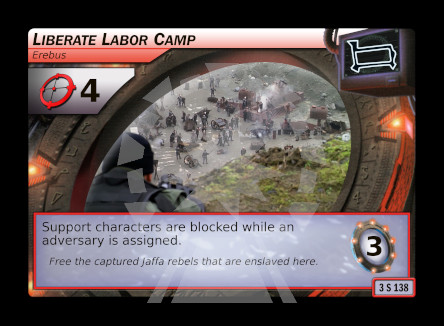 LIBERATE LABOR CAMP
Erebus
4
Support characters are blocked while an
adversary is assigned.
Free the captured Jaffa rebels that are enslaved here.
3
3 S 138